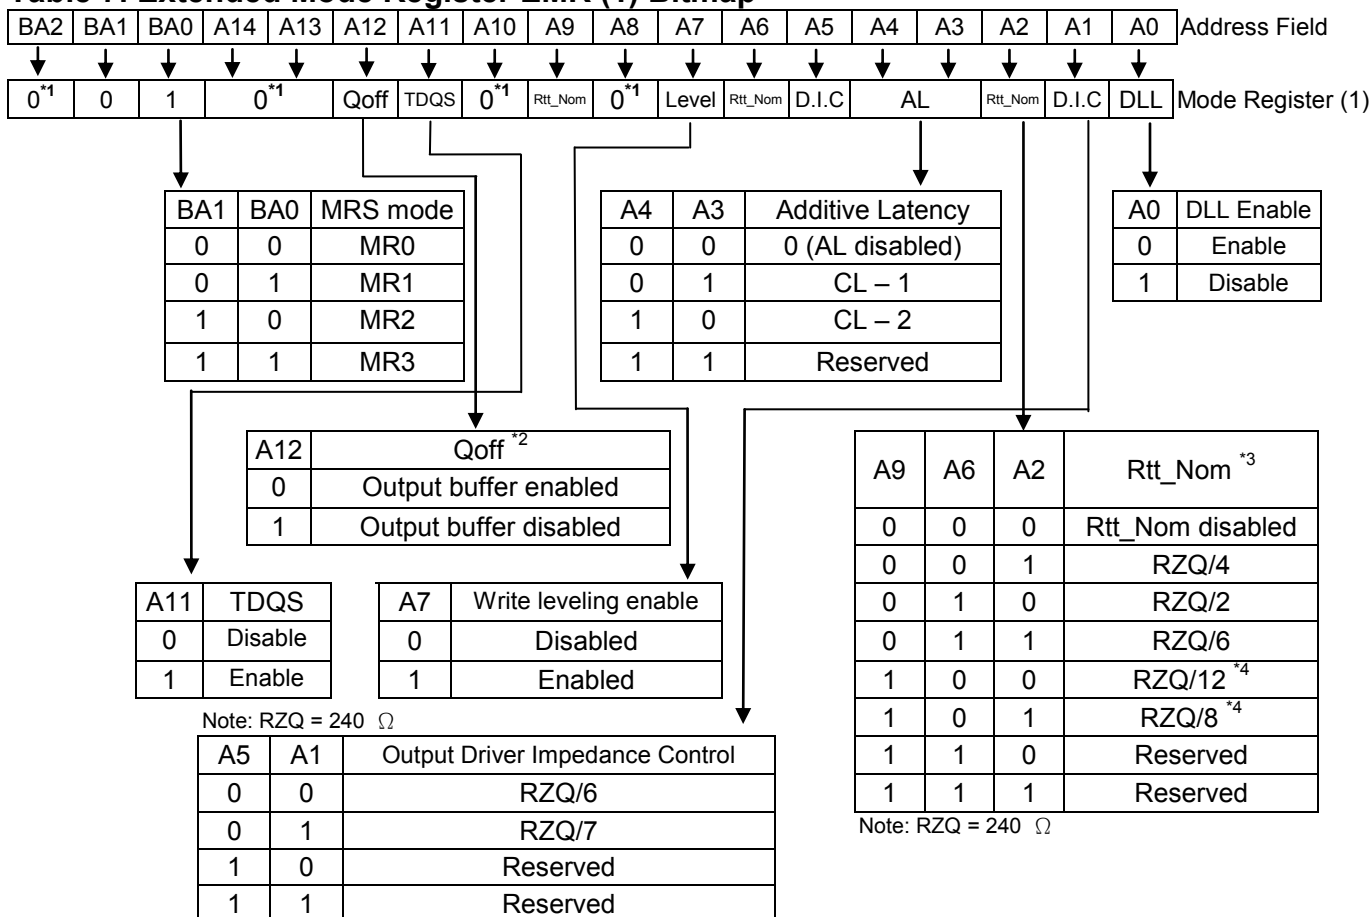 BA2 BA1 BA0 A14 A13 A12 A11 A10 A9 A8 A7 A6 A5 A4 A3 A2 A1 A0 Address Field
0*1 0 1 0*1 Qoff TDQS 0*1 Rtt_Nom 0*1 Level Rtt_Nom D.I.C AL Rtt_Nom D.I.C DLL Mode Register (1)
BA1 BA0 MRS mode
0 0 MR0
0 1 MR1
1 0 MR2
1 1 MR3
A4 A3 Additive Latency
0 0 0 (AL disabled)
0 1 CL – 1
1 0 CL – 2
1 1 Reserved
A0 DLL Enable
0 Enable
1 Disable
A12 Qoff *2
0 Output buffer enabled
1 Output buffer disabled
A9 A6 A2 Rtt_Nom *3
0 0 0 Rtt_Nom disabled
0 0 1 RZQ/4
0 1 0 RZQ/2
0 1 1 RZQ/6
1 0 0 RZQ/12 *4
1 0 1 RZQ/8 *4
1 1 0 Reserved
1 1 1 Reserved
Note: RZQ = 240 Ω
A11 TDQS
0 Disable
1 Enable
A7 Write leveling enable
0 Disabled
1 Enabled
Note: RZQ = 240 Ω
A5 A1 Output Driver Impedance Control
0 0 RZQ/6
0 1 RZQ/7
1 0 Reserved
1 1 Reserved